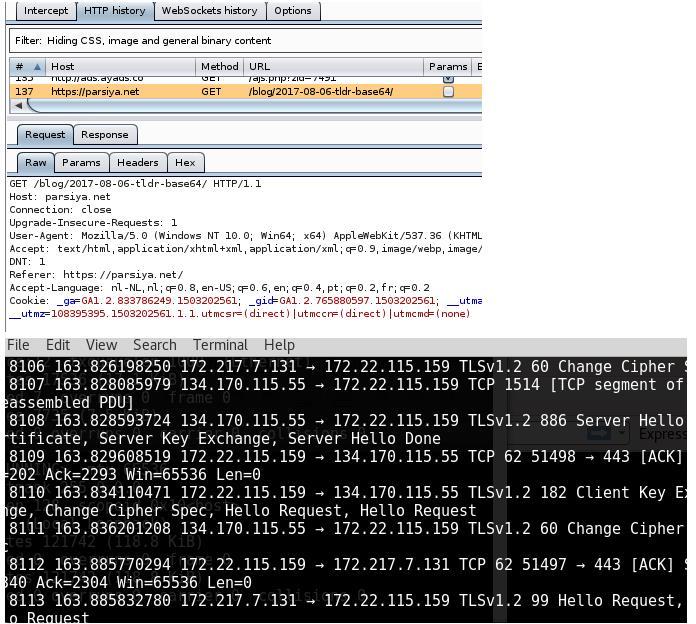 Intercept HTTP history WebSockets history Options
Filter: Hiding CSS, image and general binary content
# Host Method URL Params E
135 http://ads.ayads.co GET /ajs.php?zid=7491
137 https://parsiya.net GET /blog/2017-08-06-tldr-base64/
Request Response
Raw Params Headers Hex
GET /blog/2017-08-06-tldr-base64/ HTTP/1.1
Host: parsiya.net
Connection: close
Upgrade-Insecure-Requests: 1
User-Agent: Mozilla/5.0 (Windows NT 10.0; Win64; x64) AppleWebKit/537.36 (KHTML
Accept: text/html,application/xhtml+xml,application/xml;q=0.9,image/webp,image/
DNT: 1
Referer: https://parsiya.net/
Accept-Language: nl-NL,nl;q=0.8,en-US;q=0.6,en;q=0.4,pt;q=0.2,fr;q=0.2
Cookie: _ga=GA1.2.833786249.1503202561; _gid=GA1.2.765880597.1503202561; __utma
__utmz=108395395.1503202561.1.1.utmcsr=(direct)|utmccn=(direct)|utmcmd=(none)
File Edit View Search Terminal Help
8106 163.826198250 172.217.7.131 → 172.22.115.159 TLSv1.2 60 Change Cipher S
8107 163.828085979 134.170.115.55 → 172.22.115.159 TCP 1514 [TCP segment of
eassembled PDU]
8108 163.828593724 134.170.115.55 → 172.22.115.159 TLSv1.2 886 Server Hello
rtificate, Server Key Exchange, Server Hello Done
8109 163.829608519 172.22.115.159 → 134.170.115.55 TCP 62 51498 → 443 [ACK]
=202 Ack=2293 Win=65536 Len=0
8110 163.834110471 172.22.115.159 → 134.170.115.55 TLSv1.2 182 Client Key Ex
nge, Change Cipher Spec, Hello Request, Hello Request
8111 163.836201208 134.170.115.55 → 172.22.115.159 TLSv1.2 60 Change Cipher
c
8112 163.885770294 172.22.115.159 → 172.217.7.131 TCP 62 51497 → 443 [ACK] S
340 Ack=2304 Win=65536 Len=0
8113 163.885832780 172.217.7.131 → 172.22.115.159 TLSv1.2 99 Hello Request,
o Request
Express